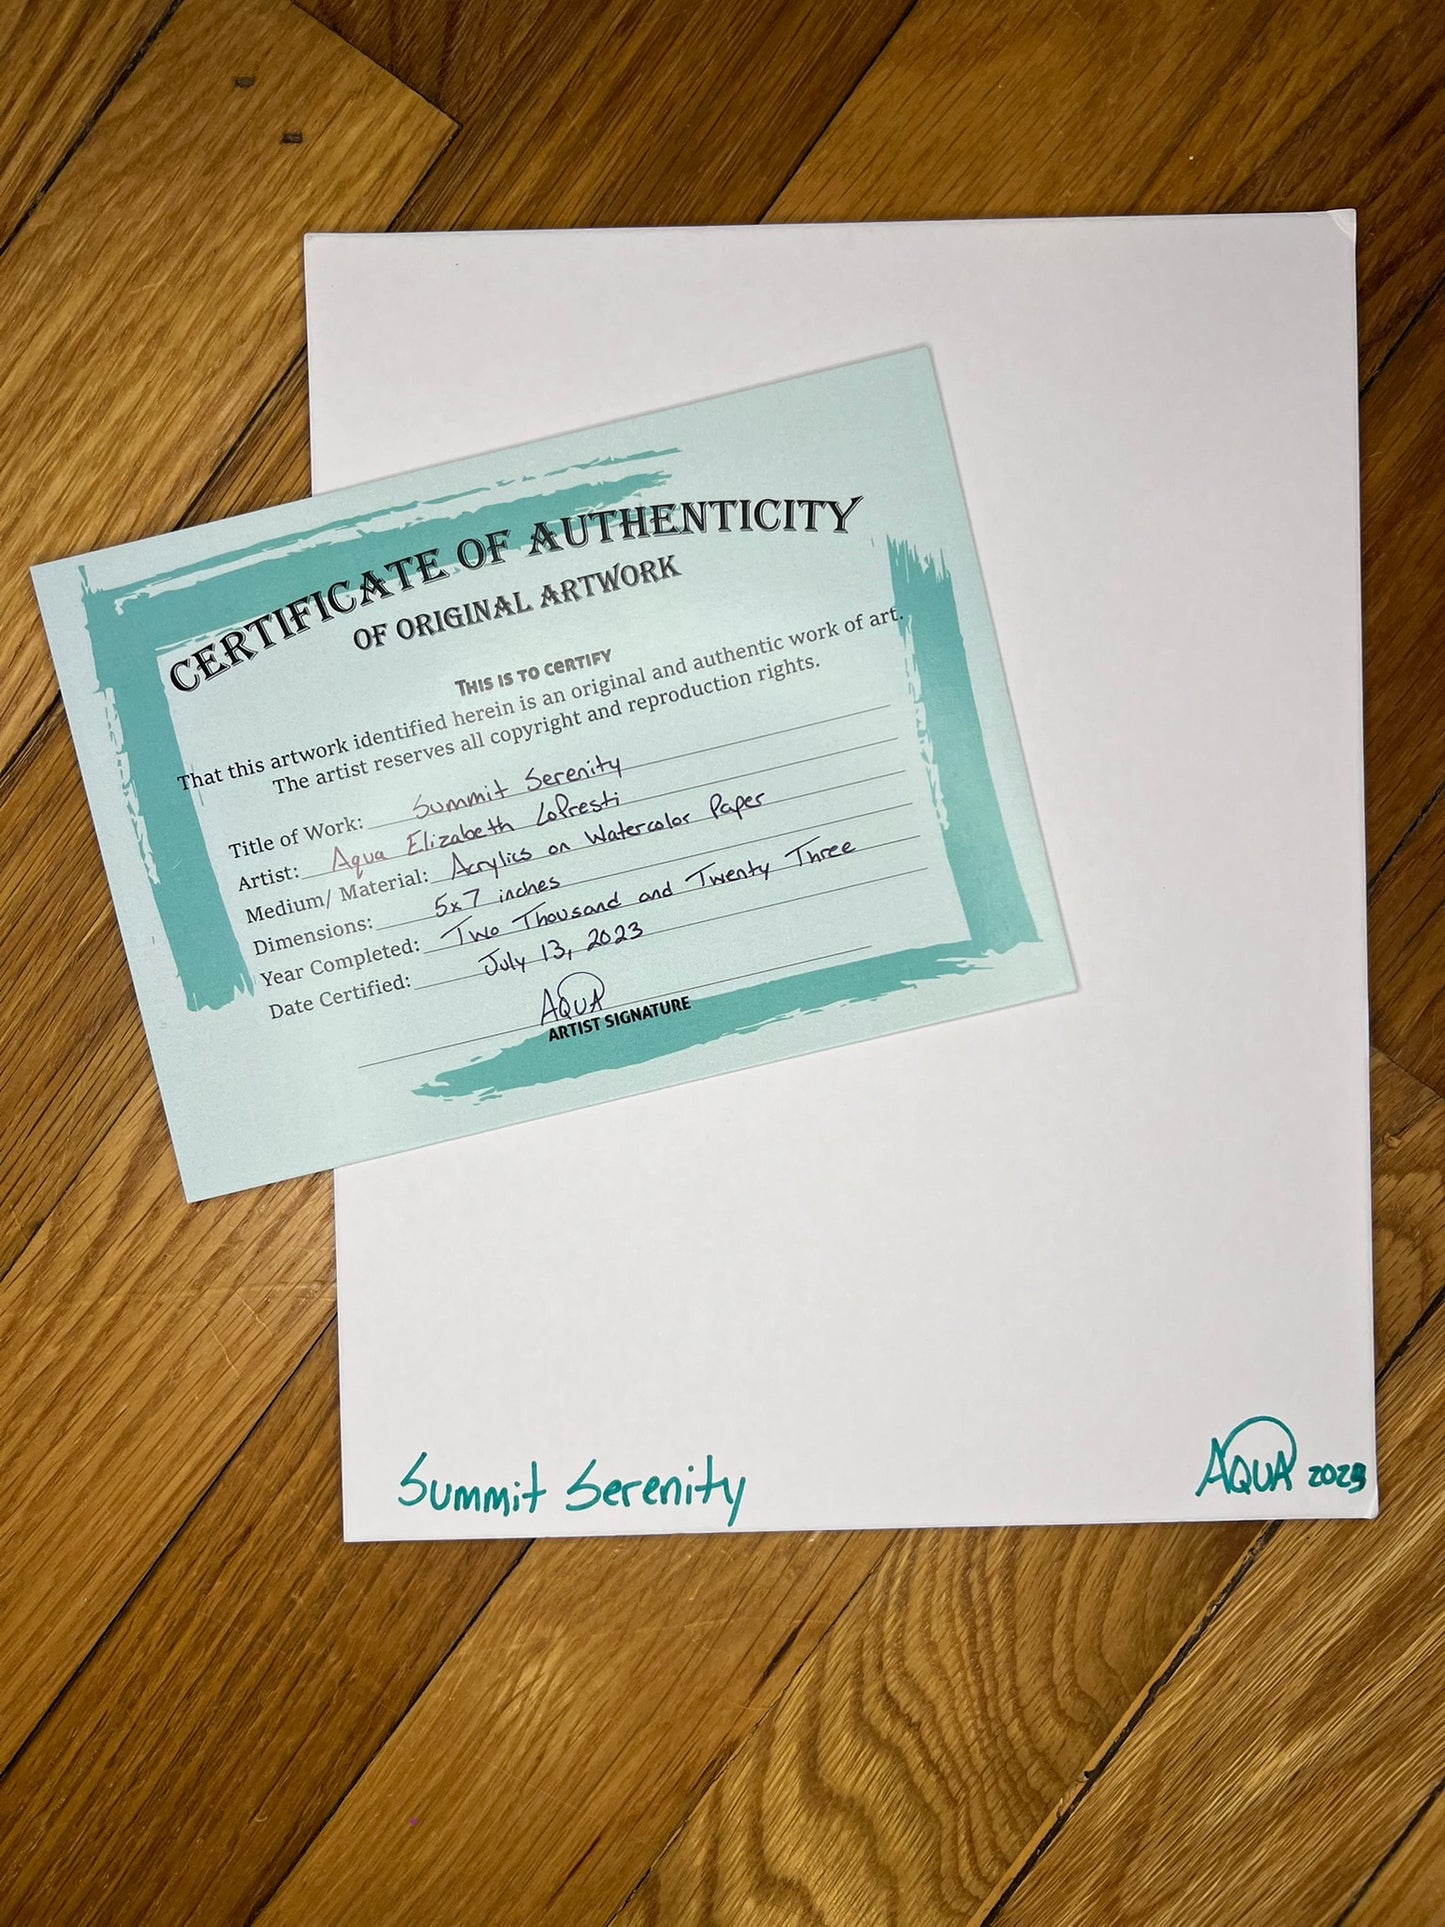 CERTIFICATE OF AUTHENTICITY
OF ORIGINAL ARTWORK
THIS IS TO CERTIFY
That this artwork identified herein is an original and authentic work of art.
The artist reserves all copyright and reproduction rights.
Title of Work: Summit Serenity
Artist: Aqua Elizabeth LoPresti
Medium/ Material: Acrylics on Watercolor Paper
Dimensions: 5x7 inches
Year Completed: Two Thousand and Twenty Three
Date Certified: July 13, 2023
AQUA
ARTIST SIGNATURE
Summit Serenity
AQUA 2023